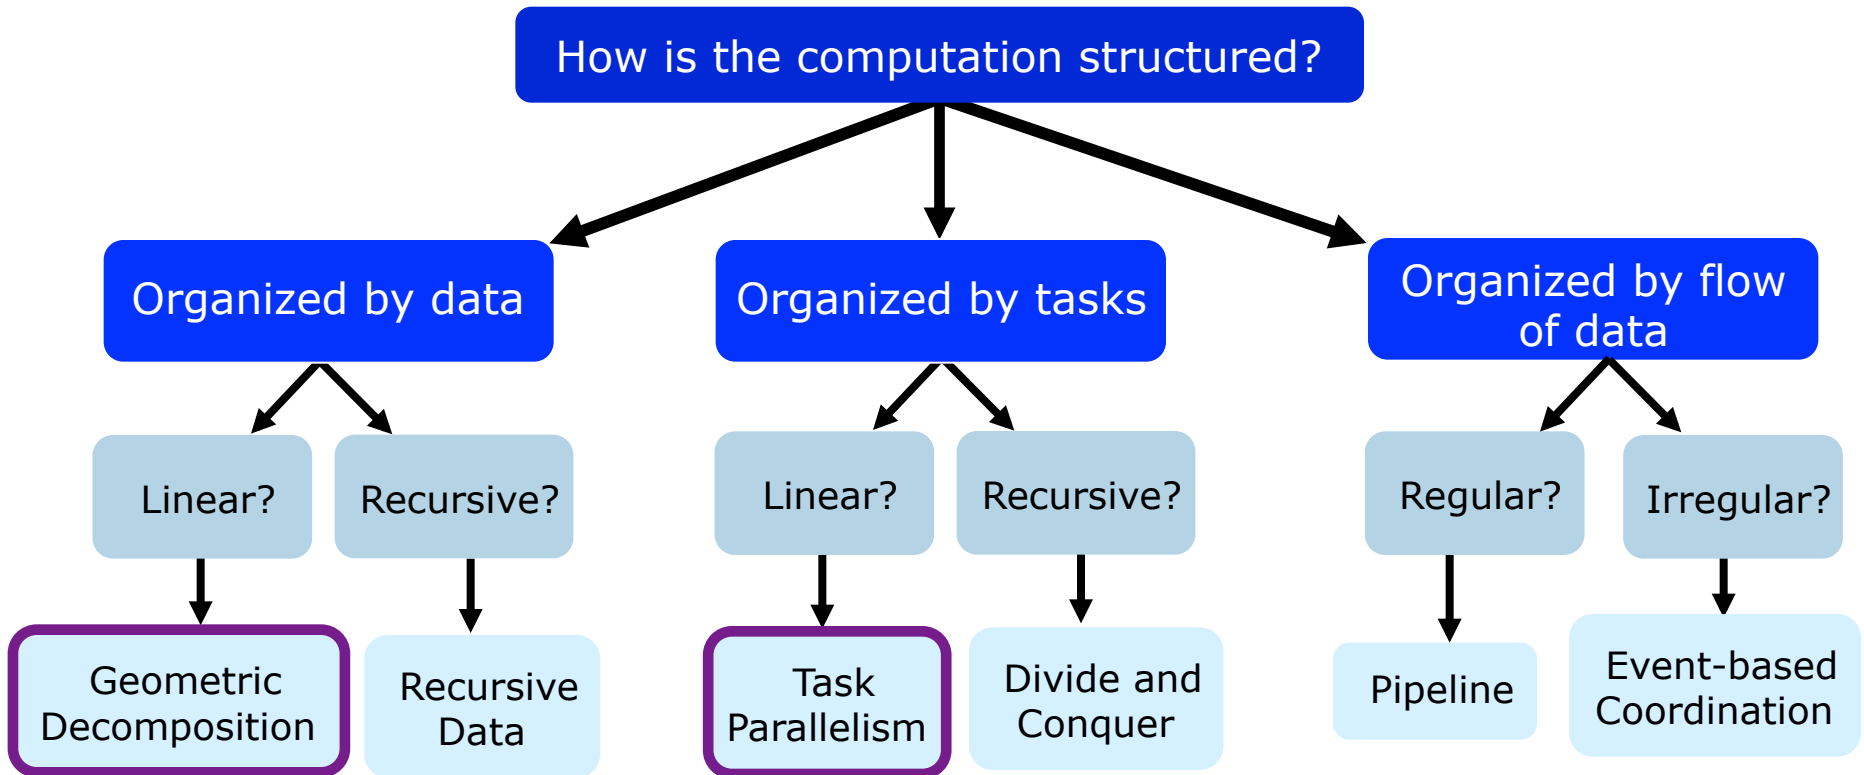 How is the computation structured?
Organized by data
Organized by tasks
Organized by flow
of data
Linear?
Recursive?
Linear?
Recursive?
Regular?
Irregular?
Geometric
Decomposition
Recursive
Data
Task
Parallelism
Divide and
Conquer
Pipeline
Event-based
Coordination